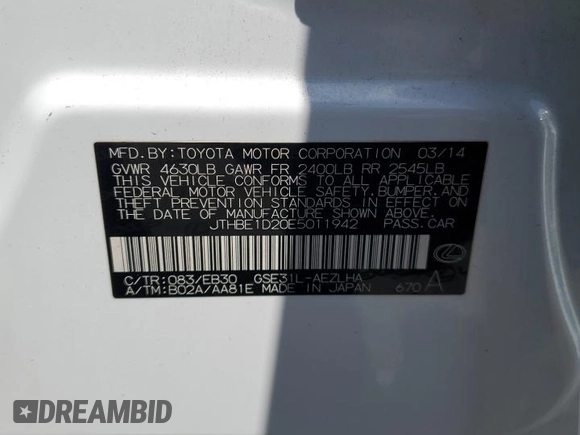 MFD. BY: TOYOTA MOTOR CORPORATION 03/14
GVWR 4630LB GAWR FR 2400LB RR 2545LB
THIS VEHICLE CONFORMS TO ALL APPLICABLE
FEDERAL MOTOR VEHICLE SAFETY, BUMPER, AND
THEFT PREVENTION STANDARDS IN EFFECT ON
THE DATE OF MANUFACTURE SHOWN ABOVE.
JTHBE1D20E5011942 PASS. CAR
C/TR: 083/EB30 GSE31L-AEZLHA
A/TM: B02A/AA81E MADE IN JAPAN 670 A
DREAMBID